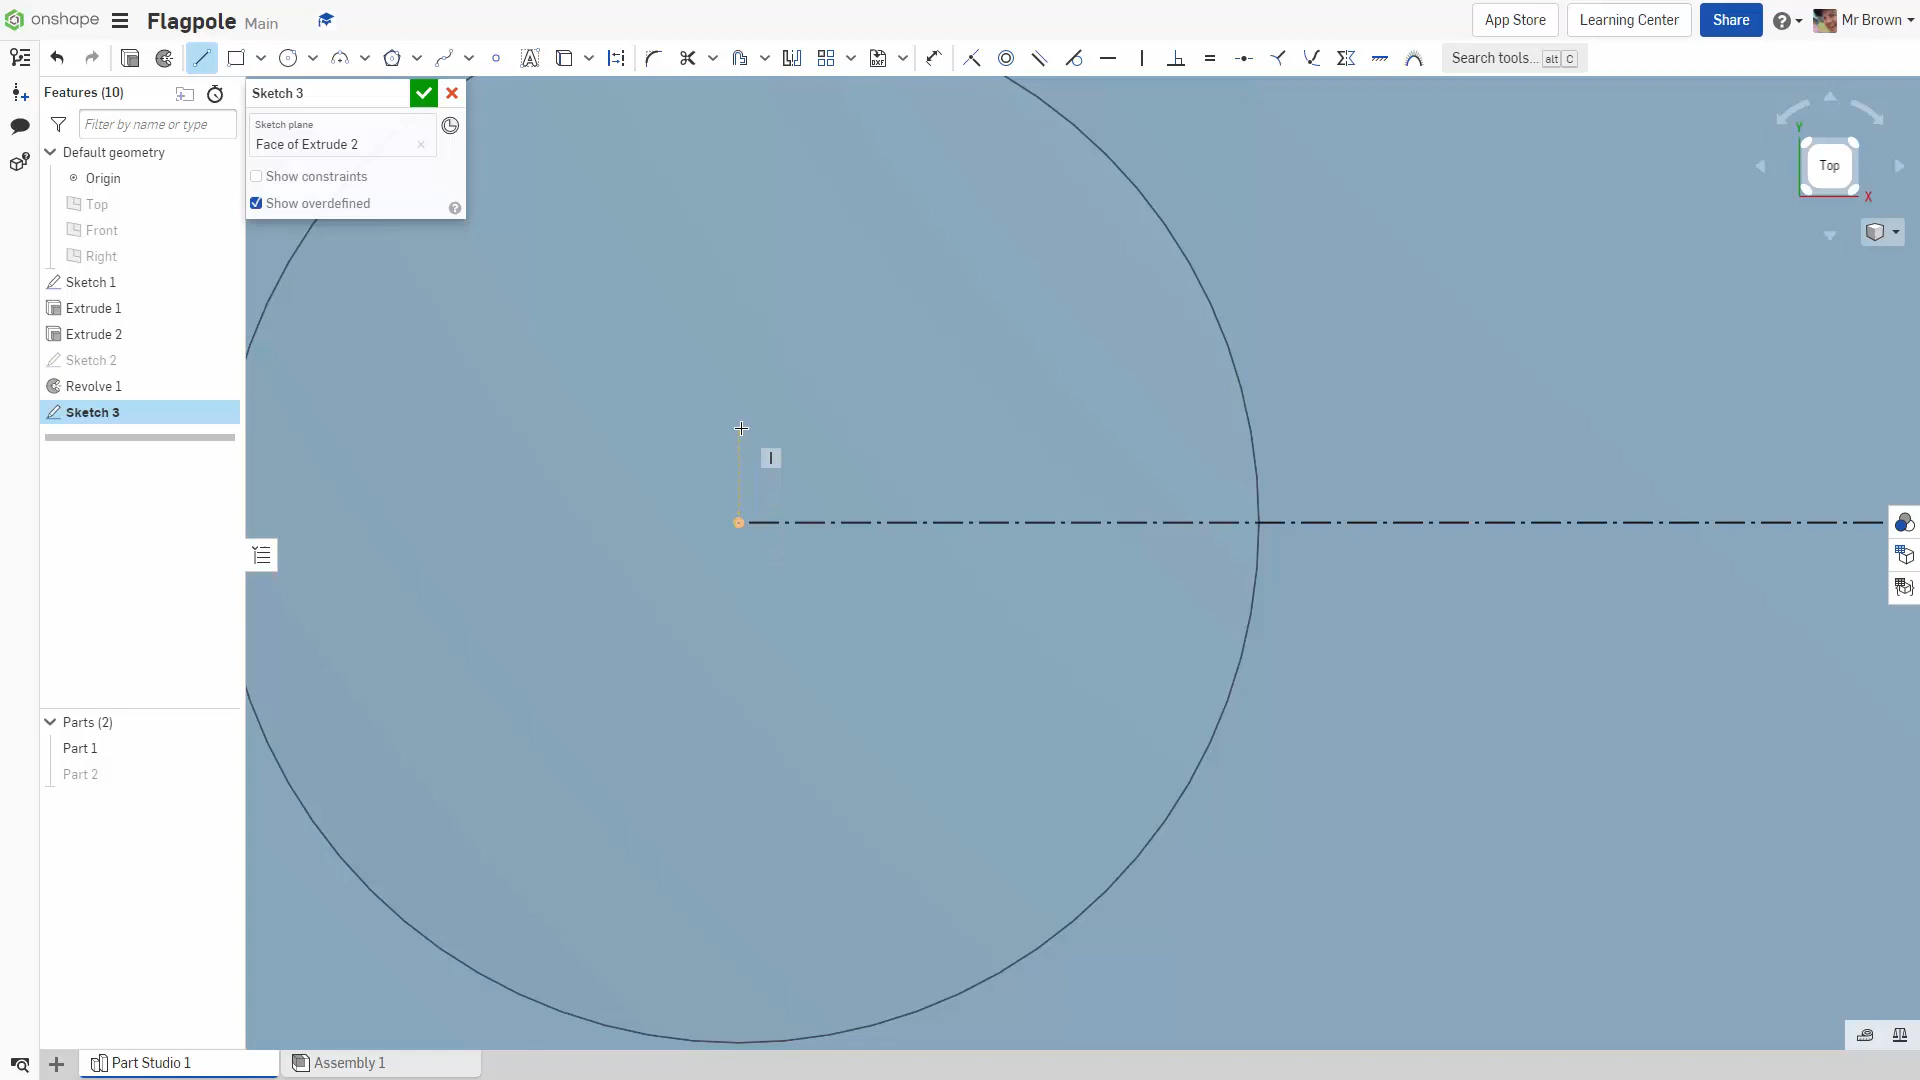 onshape
Flagpole Main
App Store
Learning Center
Share
Mr Brown
Search tools... alt C
Features (10)
Filter by name or type
Default geometry
Origin
Top
Front
Right
Sketch 1
Extrude 1
Extrude 2
Sketch 2
Revolve 1
Sketch 3
Sketch 3
Sketch plane
Face of Extrude 2
Show constraints
Show overdefined
Y
Top
X
Parts (2)
Part 1
Part 2
Part Studio 1
Assembly 1